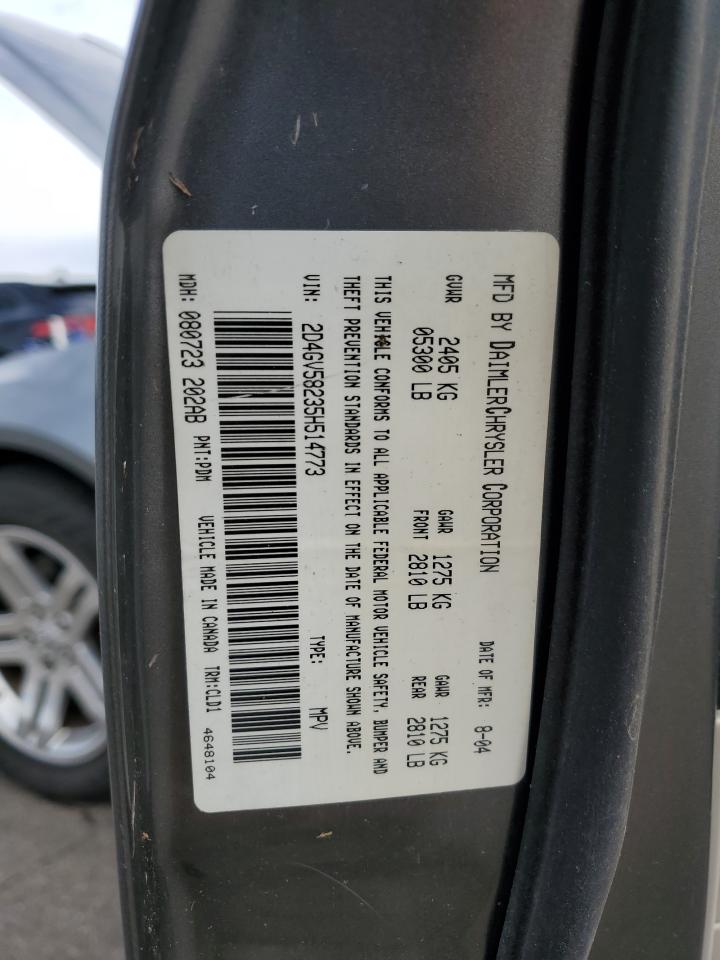 MFD BY DAIMLERCHRYSLER CORPORATION DATE OF MFR: 8-04
GVWR 2405 KG GAWR 1275 KG GAWR 1275 KG
05300 LB FRONT 2810 LB REAR 2810 LB
THIS VEHICLE CONFORMS TO ALL APPLICABLE FEDERAL MOTOR VEHICLE SAFETY, BUMPER AND
THEFT PREVENTION STANDARDS IN EFFECT ON THE DATE OF MANUFACTURE SHOWN ABOVE.
VIN: 2D4GV58235H514773 TYPE: MPV
MDH: 080723 202AB PNT:PDM VEHICLE MADE IN CANADA TRM:CLD1 4648104